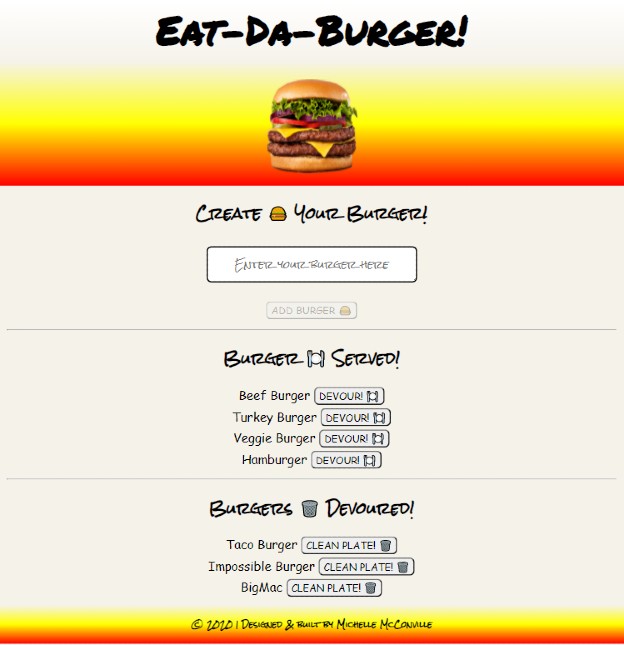 Eat-Da-Burger!
Create 🍔 Your Burger!
Enter your burger here
ADD BURGER 🍔
Burger 🍽 Served!
Beef Burger DEVOUR! 🍽
Turkey Burger DEVOUR! 🍽
Veggie Burger DEVOUR! 🍽
Hamburger DEVOUR! 🍽
Burgers 🗑 Devoured!
Taco Burger CLEAN PLATE! 🗑
Impossible Burger CLEAN PLATE! 🗑
BigMac CLEAN PLATE! 🗑
© 2020 | Designed & built by Michelle McConville